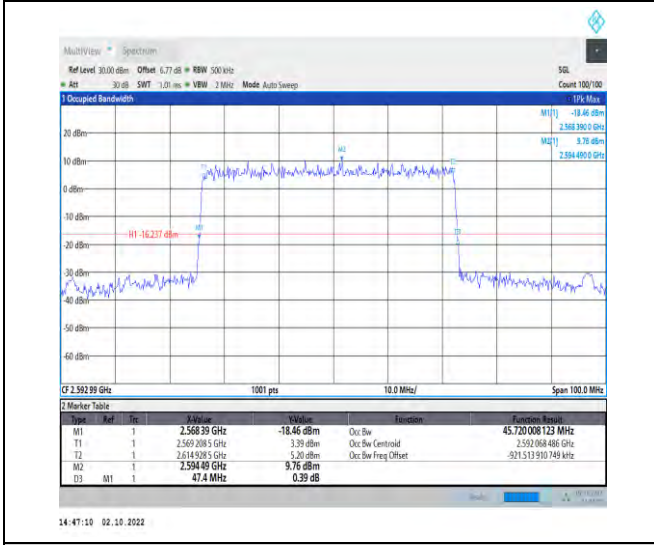 MultiView Spectrum
Ref Level 30.00 dBm Offset 6.77 dB RBW 500 kHz SGL
Att 30 dB SWT 1.01 ms VBW 2 MHz Mode Auto Sweep Count 100/100
1 Occupied Bandwidth 1Pk Max
M1[1] -18.46 dBm
2.568 390 0 GHz
M2[1] 9.76 dBm
2.594 490 0 GHz
20 dBm
M2
10 dBm
0 dBm
-10 dBm
H1 -16.237 dBm
-20 dBm
-30 dBm
-40 dBm
-50 dBm
-60 dBm
CF 2.592 99 GHz 1001 pts 10.0 MHz/ Span 100.0 MHz
2 Marker Table
Type Ref Trc X-Value Y-Value Function Function Result
M1 1 2.568 39 GHz -18.46 dBm Occ Bw 45.720 008 123 MHz
T1 1 2.569 208 5 GHz 3.39 dBm Occ Bw Centroid 2.592 068 486 GHz
T2 1 2.614 928 5 GHz 5.20 dBm Occ Bw Freq Offset -921.513 910 749 kHz
M2 1 2.594 49 GHz 9.76 dBm
D3 M1 1 47.4 MHz 0.39 dB
14:47:10 02.10.2022